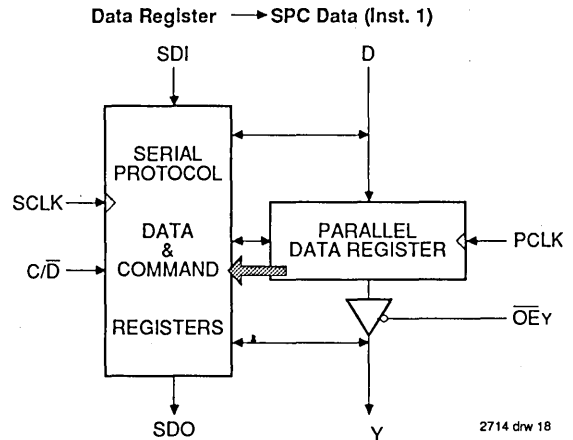 Data Register → SPC Data (Inst. 1)
SDI
D
SERIAL
PROTOCOL
SCLK
DATA
&
COMMAND
C/D̅
REGISTERS
SDO
PARALLEL
DATA REGISTER
PCLK
O̅E̅Y
Y
2714 drw 18